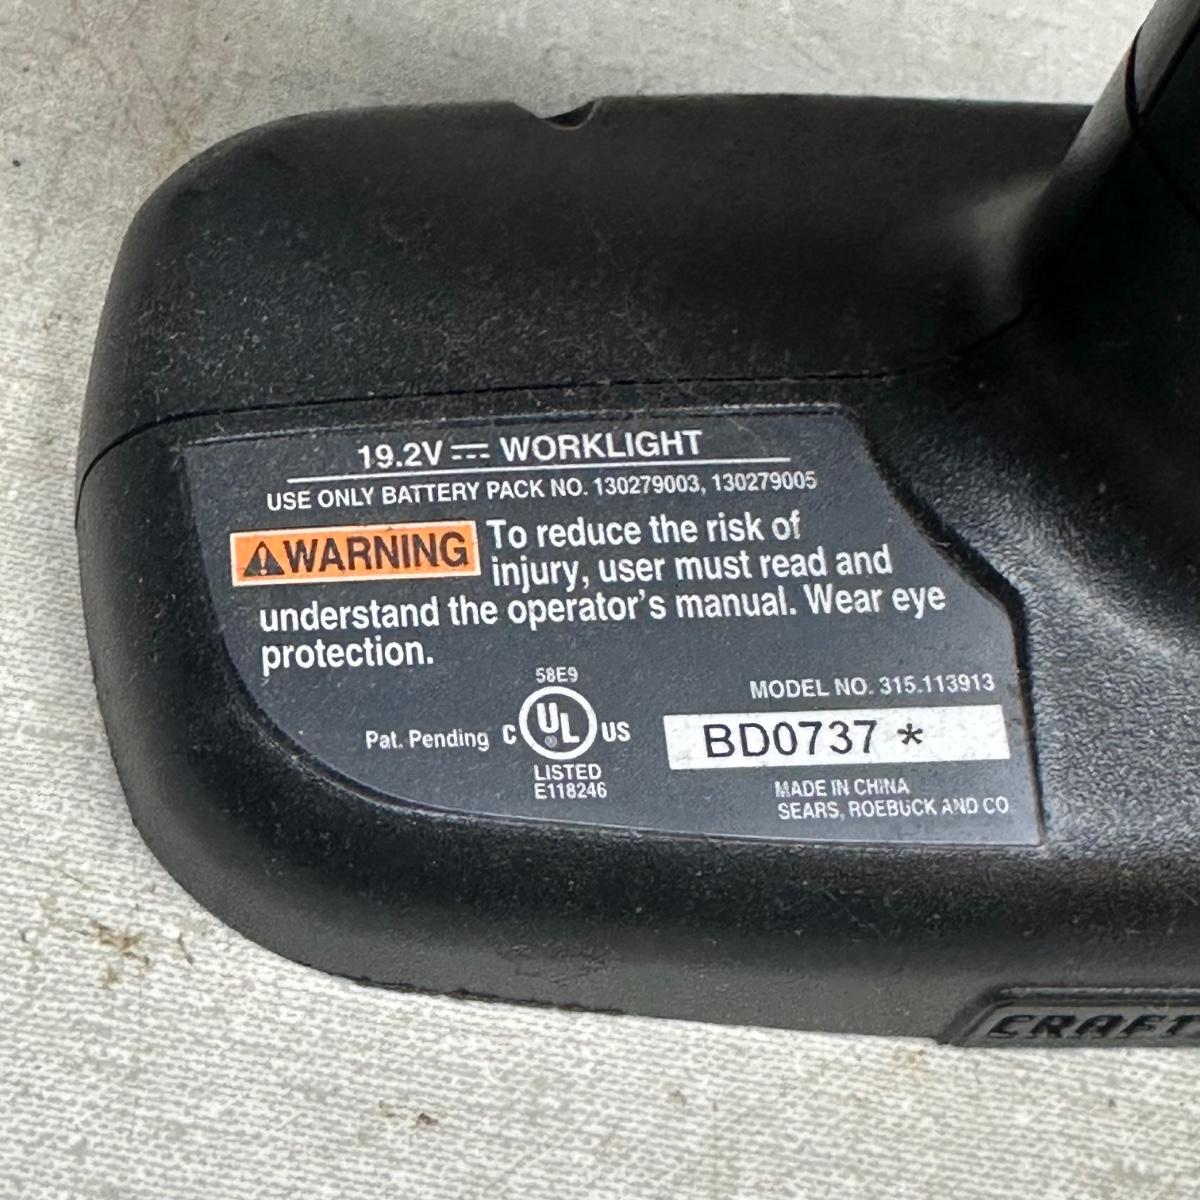 19.2V ⎓ WORKLIGHT
USE ONLY BATTERY PACK NO. 130279003, 130279005
⚠WARNING To reduce the risk of
injury, user must read and
understand the operator's manual. Wear eye
protection.
58E9
Pat. Pending C UL® US
LISTED
E118246
MODEL NO. 315.113913
BD0737 *
MADE IN CHINA
SEARS, ROEBUCK AND CO
CRAFT